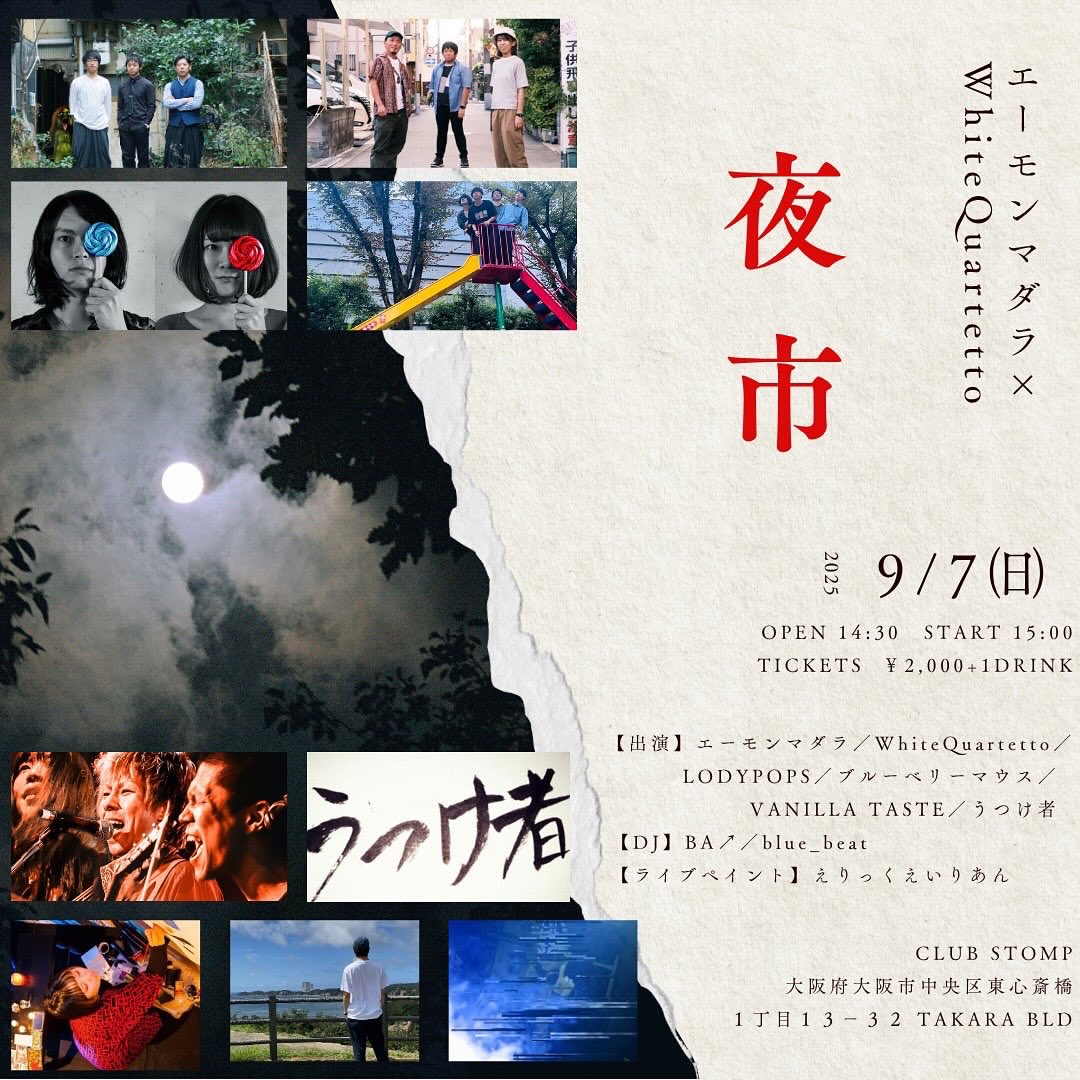 エーモンマダラ×
WhiteQuartetto
夜市
2025
9/7(日)
OPEN 14:30 START 15:00
TICKETS ¥2,000+1DRINK
【出演】エーモンマダラ／WhiteQuartetto／
LODYPOPS／ブルーベリーマウス／
VANILLA TASTE／うつけ者
【DJ】BA↗／blue_beat
【ライブペイント】えりっくえいりあん
CLUB STOMP
大阪府大阪市中央区東心斎橋
1丁目１３－３２ TAKARA BLD
うつけ者